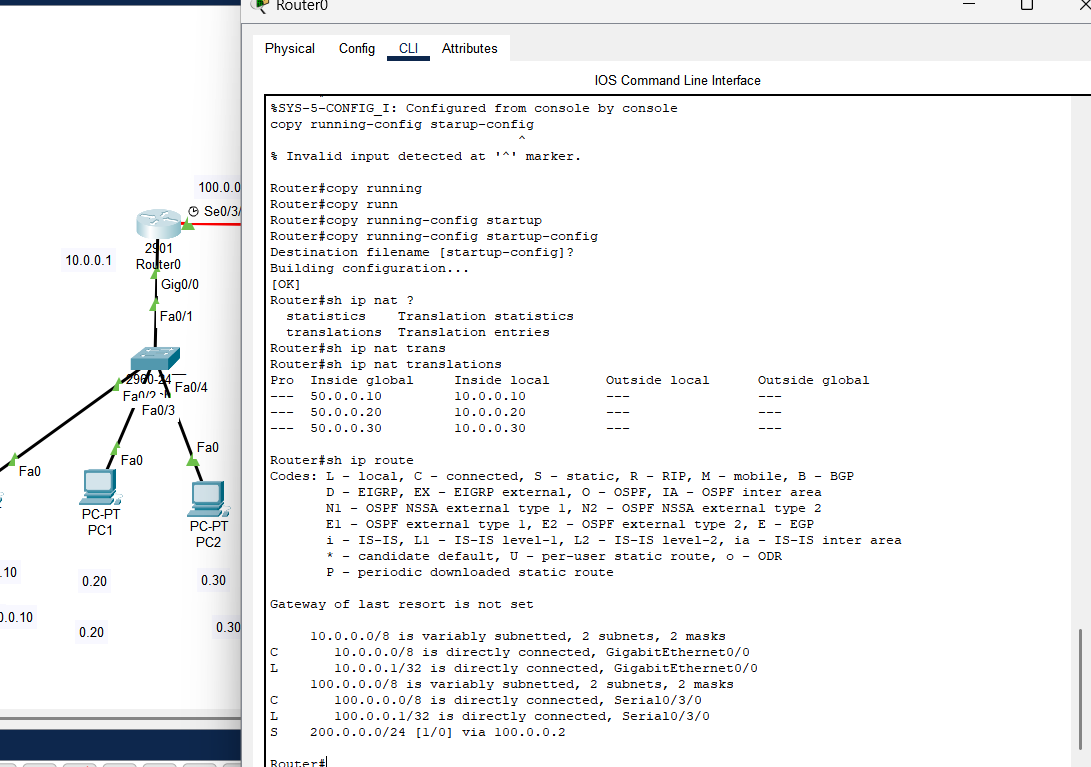 Router0
Physical Config CLI Attributes
IOS Command Line Interface
%SYS-5-CONFIG_I: Configured from console by console
copy running-config starup-config
^
% Invalid input detected at '^' marker.
Router#copy running
Router#copy runn
Router#copy running-config startup
Router#copy running-config startup-config
Destination filename [startup-config]?
Building configuration...
[OK]
Router#sh ip nat ?
statistics Translation statistics
translations Translation entries
Router#sh ip nat trans
Router#sh ip nat translations
Pro Inside global Inside local Outside local Outside global
--- 50.0.0.10 10.0.0.10 --- ---
--- 50.0.0.20 10.0.0.20 --- ---
--- 50.0.0.30 10.0.0.30 --- ---
Router#sh ip route
Codes: L - local, C - connected, S - static, R - RIP, M - mobile, B - BGP
D - EIGRP, EX - EIGRP external, O - OSPF, IA - OSPF inter area
N1 - OSPF NSSA external type 1, N2 - OSPF NSSA external type 2
E1 - OSPF external type 1, E2 - OSPF external type 2, E - EGP
i - IS-IS, L1 - IS-IS level-1, L2 - IS-IS level-2, ia - IS-IS inter area
* - candidate default, U - per-user static route, o - ODR
P - periodic downloaded static route
Gateway of last resort is not set
10.0.0.0/8 is variably subnetted, 2 subnets, 2 masks
C 10.0.0.0/8 is directly connected, GigabitEthernet0/0
L 10.0.0.1/32 is directly connected, GigabitEthernet0/0
100.0.0.0/8 is variably subnetted, 2 subnets, 2 masks
C 100.0.0.0/8 is directly connected, Serial0/3/0
L 100.0.0.1/32 is directly connected, Serial0/3/0
S 200.0.0.0/24 [1/0] via 100.0.0.2
Router#
100.0.0
Se0/3/
2901
Router0
10.0.0.1
Gig0/0
Fa0/1
2960-24
Fa0/4
Fa0/2
Fa0/3
Fa0
Fa0
Fa0
PC-PT
PC1
PC-PT
PC2
.10
0.20
0.30
0.0.10
0.20
0.30